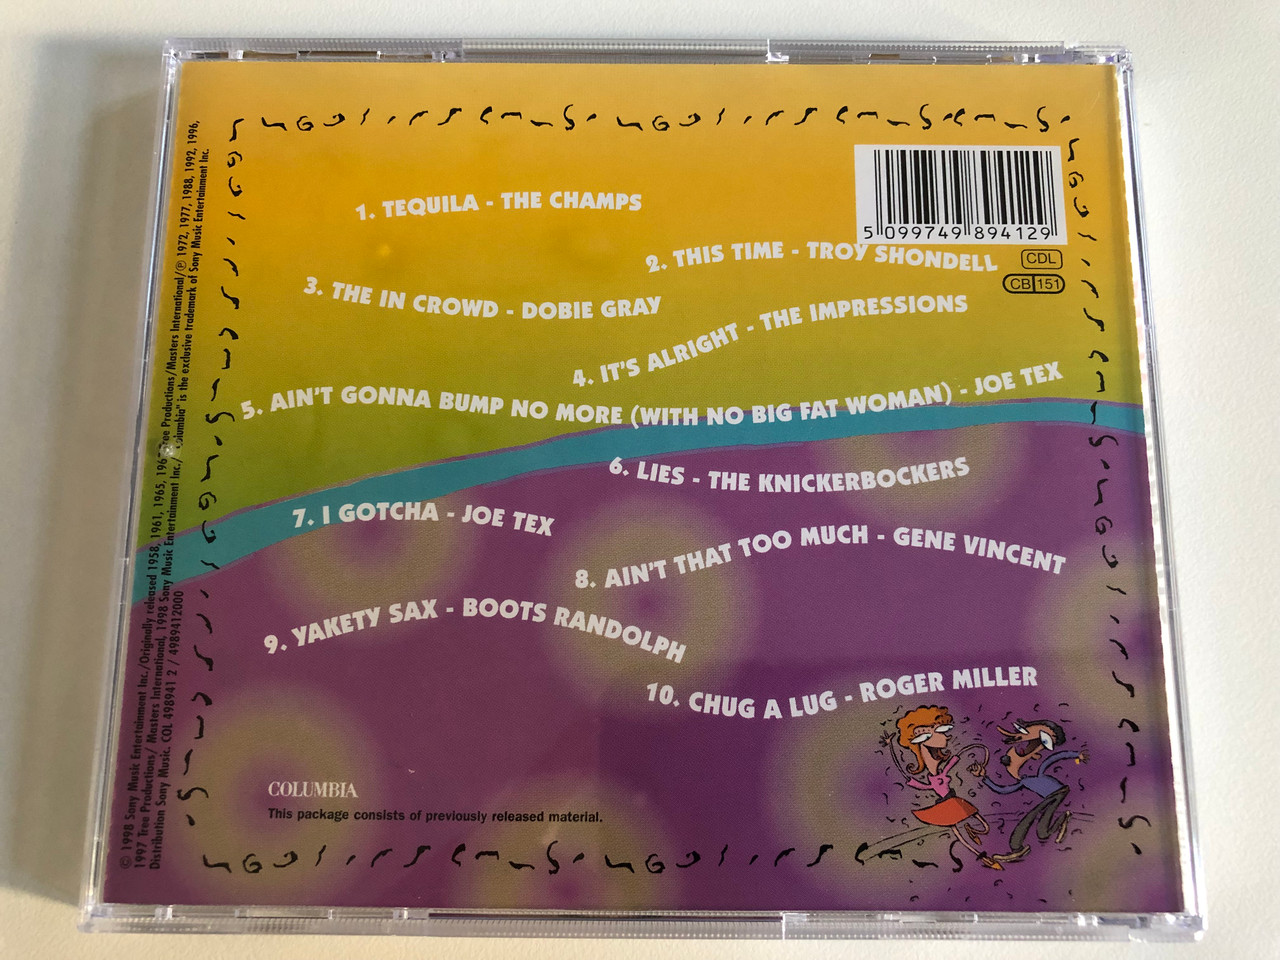 1. TEQUILA - THE CHAMPS
5 099749 894129
2. THIS TIME - TROY SHONDELL
CDL
CB 151
3. THE IN CROWD - DOBIE GRAY
4. IT'S ALRIGHT - THE IMPRESSIONS
5. AIN'T GONNA BUMP NO MORE (WITH NO BIG FAT WOMAN) - JOE TEX
6. LIES - THE KNICKERBOCKERS
7. I GOTCHA - JOE TEX
8. AIN'T THAT TOO MUCH - GENE VINCENT
9. YAKETY SAX - BOOTS RANDOLPH
10. CHUG A LUG - ROGER MILLER
COLUMBIA
This package consists of previously released material.
© 1998 Sony Music Entertainment Inc./Originally released 1958, 1961, 1965, Tree Productions/Masters International/℗ 1972, 1977, 1988, 1992, 1996,
1997 Tree Productions/ Masters International, 1998 Sony Music Entertainment Inc./ "Columbia" is the exclusive trademark of Sony Music Entertainment Inc.
Distribution Sony Music. COL 498941 2 / 4989412000